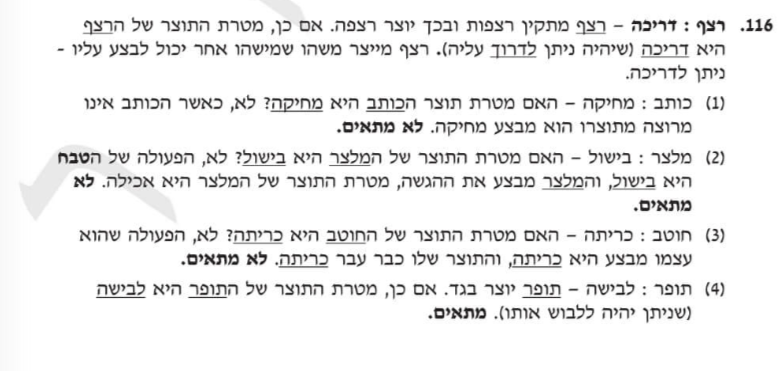 116. רצף : דריכה – רצף מתקין רצפות ובכך יוצר רצפה. אם כן, מטרת התוצר של הרצף
היא דריכה (שיהיה ניתן לדרוך עליה). רצף מייצר משהו שמישהו אחר יכול לבצע עליו -
ניתן לדריכה.
(1) כותב : מחיקה – האם מטרת תוצר הכותב היא מחיקה? לא, כאשר הכותב אינו
מרוצה מתוצרו הוא מבצע מחיקה. לא מתאים.
(2) מלצר : בישול – האם מטרת התוצר של המלצר היא בישול? לא, הפעולה של הטבח
היא בישול, והמלצר מבצע את ההגשה, מטרת התוצר של המלצר היא אכילה. לא
מתאים.
(3) חוטב : כריתה – האם מטרת התוצר של החוטב היא כריתה? לא, הפעולה שהוא
עצמו מבצע היא כריתה, והתוצר שלו כבר עבר כריתה. לא מתאים.
(4) תופר : לבישה – תופר יוצר בגד. אם כן, מטרת התוצר של התופר היא לבישה
(שניתן יהיה ללבוש אותו). מתאים.